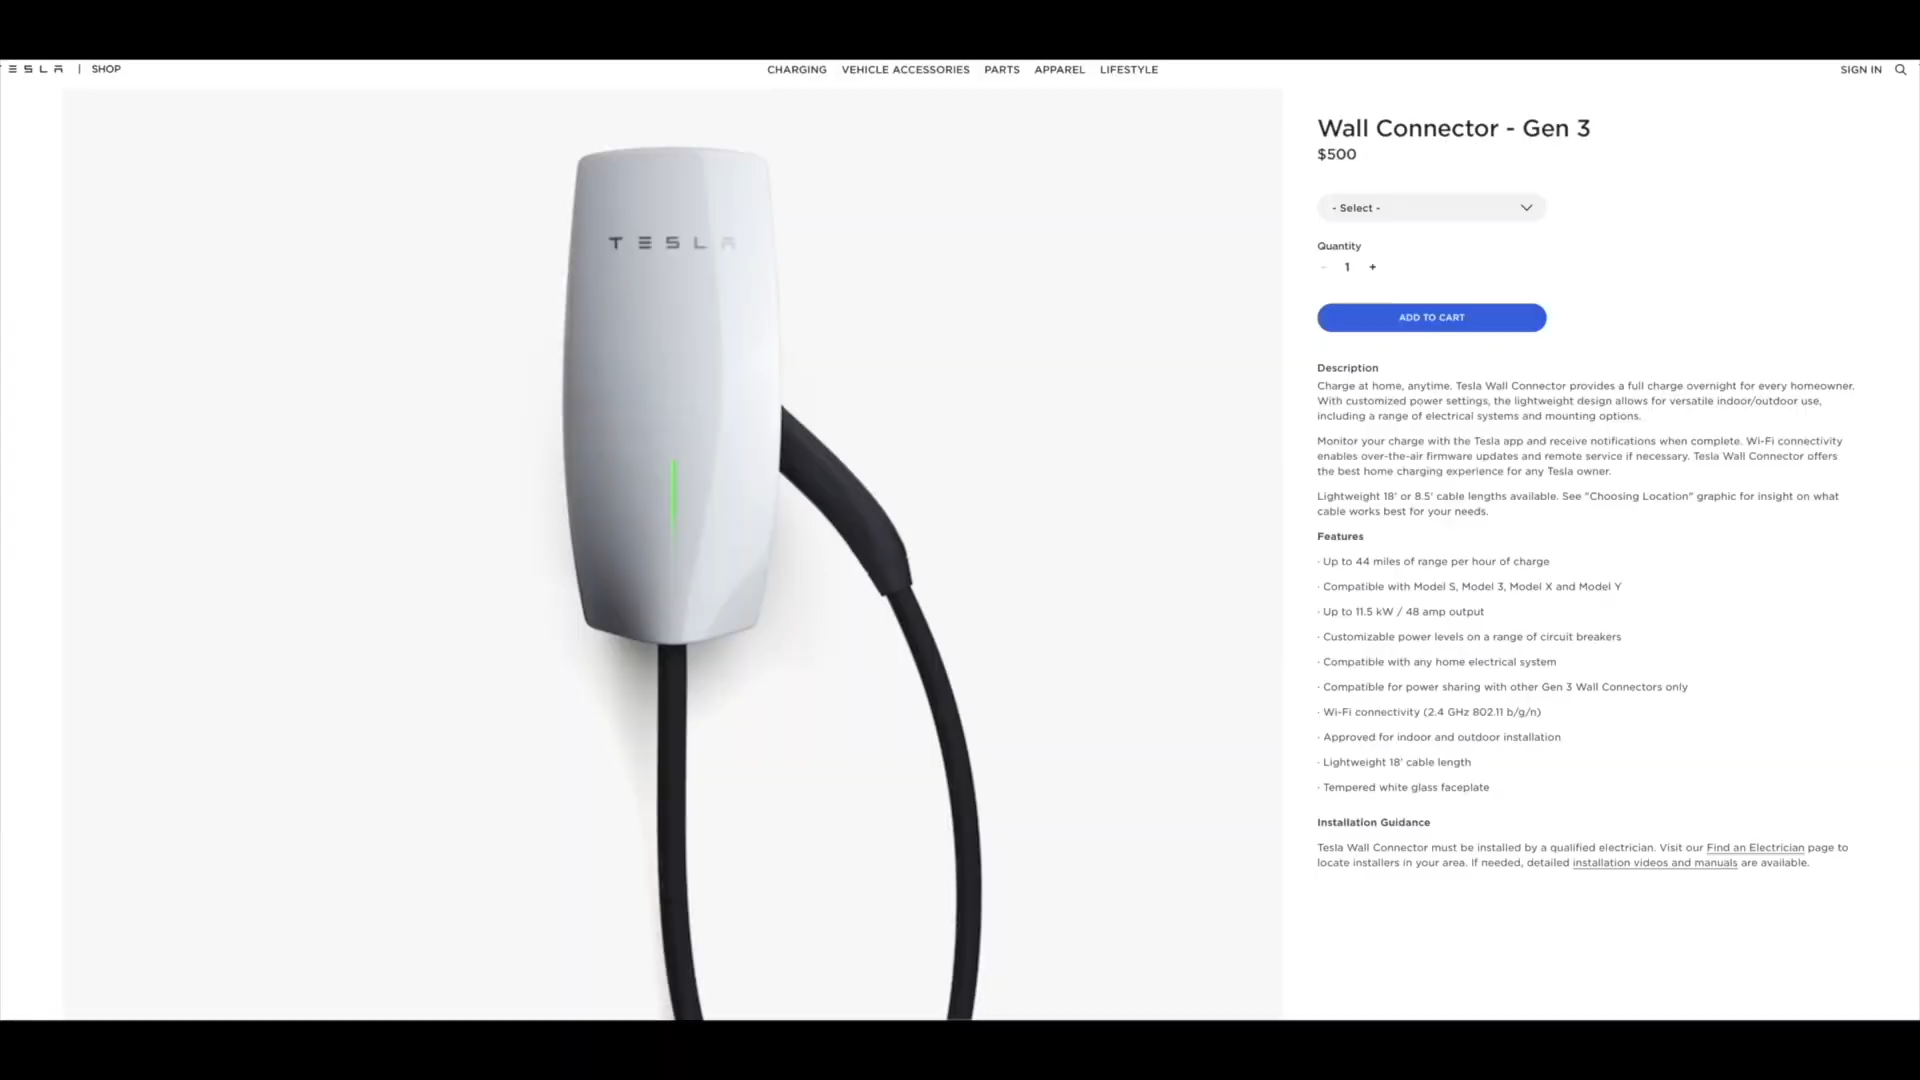 TESLA | SHOP
CHARGING VEHICLE ACCESSORIES PARTS APPAREL LIFESTYLE
SIGN IN
TESLA
Wall Connector - Gen 3
$500
- Select -
Quantity
- 1 +
ADD TO CART
Description
Charge at home, anytime. Tesla Wall Connector provides a full charge overnight for every homeowner.
With customized power settings, the lightweight design allows for versatile indoor/outdoor use,
including a range of electrical systems and mounting options.
Monitor your charge with the Tesla app and receive notifications when complete. Wi-Fi connectivity
enables over-the-air firmware updates and remote service if necessary. Tesla Wall Connector offers
the best home charging experience for any Tesla owner.
Lightweight 18' or 8.5' cable lengths available. See "Choosing Location" graphic for insight on what
cable works best for your needs.
Features
· Up to 44 miles of range per hour of charge
· Compatible with Model S, Model 3, Model X and Model Y
· Up to 11.5 kW / 48 amp output
· Customizable power levels on a range of circuit breakers
· Compatible with any home electrical system
· Compatible for power sharing with other Gen 3 Wall Connectors only
· Wi-Fi connectivity (2.4 GHz 802.11 b/g/n)
· Approved for indoor and outdoor installation
· Lightweight 18' cable length
· Tempered white glass faceplate
Installation Guidance
Tesla Wall Connector must be installed by a qualified electrician. Visit our Find an Electrician page to
locate installers in your area. If needed, detailed installation videos and manuals are available.